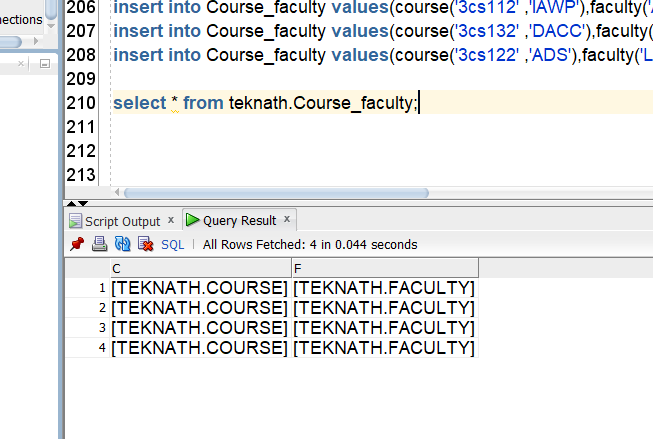 nnections
206 insert into Course_faculty values(course('3cs112' ,'IAWP'),faculty('
207 insert into Course_faculty values(course('3cs132' ,'DACC'),faculty(
208 insert into Course_faculty values(course('3cs122' ,'ADS'),faculty('L
209
210 select * from teknath.Course_faculty;
211
212
213
Script Output x Query Result x
SQL | All Rows Fetched: 4 in 0.044 seconds
C F
1 [TEKNATH.COURSE] [TEKNATH.FACULTY]
2 [TEKNATH.COURSE] [TEKNATH.FACULTY]
3 [TEKNATH.COURSE] [TEKNATH.FACULTY]
4 [TEKNATH.COURSE] [TEKNATH.FACULTY]